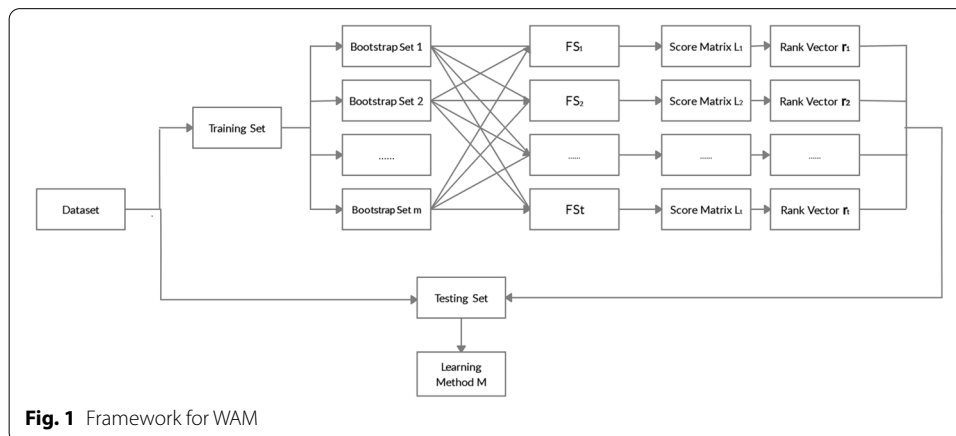 Bootstrap Set 1
FS₁
Score Matrix L₁
Rank Vector r₁
Bootstrap Set 2
FS₂
Score Matrix L₂
Rank Vector r₂
Training Set
......
......
......
......
Dataset
Bootstrap Set m
FSt
Score Matrix Lₜ
Rank Vector rₜ
Testing Set
Learning
Method M
Fig. 1 Framework for WAM